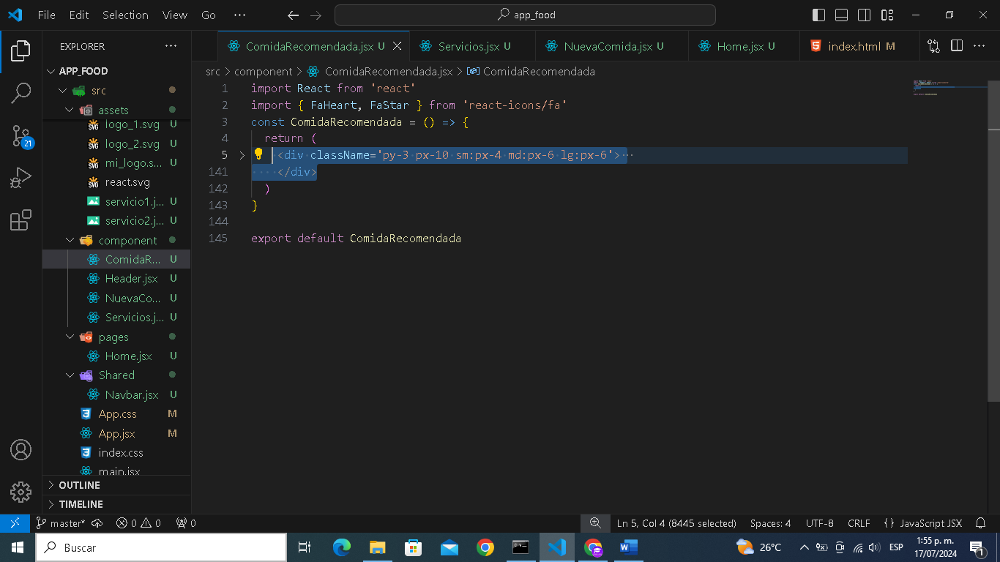 File Edit Selection View Go ··· app_food
EXPLORER ···
APP_FOOD
src
assets
logo_1.svg U
logo_2.svg U
mi_logo.s... U
react.svg
servicio1.j... U
servicio2.j... U
component
ComidaR... U
Header.jsx U
NuevaCo... U
Servicios.j... U
pages
Home.jsx U
Shared
Navbar.jsx U
App.css M
App.jsx M
index.css
main.jsx
OUTLINE
TIMELINE
21
ComidaRecomendada.jsx U Servicios.jsx U NuevaComida.jsx U Home.jsx U index.html M ···
src > component > ComidaRecomendada.jsx > ComidaRecomendada
1 import React from 'react'
2 import { FaHeart, FaStar } from 'react-icons/fa'
3 const ComidaRecomendada = () => {
4 return (
5 <div className='py-3 px-10 sm:px-4 md:px-6 lg:px-6'>···
141 </div>
142 )
143 }
144
145 export default ComidaRecomendada
master* 0 0 0 Ln 5, Col 4 (8445 selected) Spaces: 4 UTF-8 CRLF {} JavaScript JSX
Buscar 26°C ESP 1:55 p. m.
17/07/2024 1